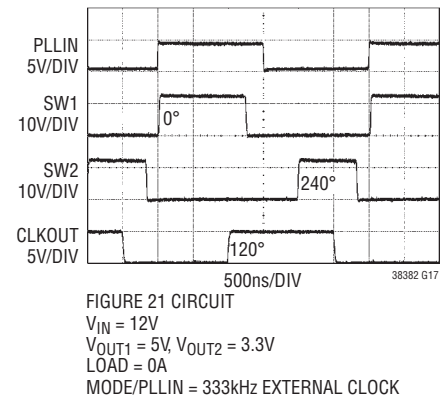 PLLIN
5V/DIV
SW1
10V/DIV
0°
SW2
10V/DIV
240°
CLKOUT
5V/DIV
120°
500ns/DIV
38382 G17
FIGURE 21 CIRCUIT
VIN = 12V
VOUT1 = 5V, VOUT2 = 3.3V
LOAD = 0A
MODE/PLLIN = 333kHz EXTERNAL CLOCK